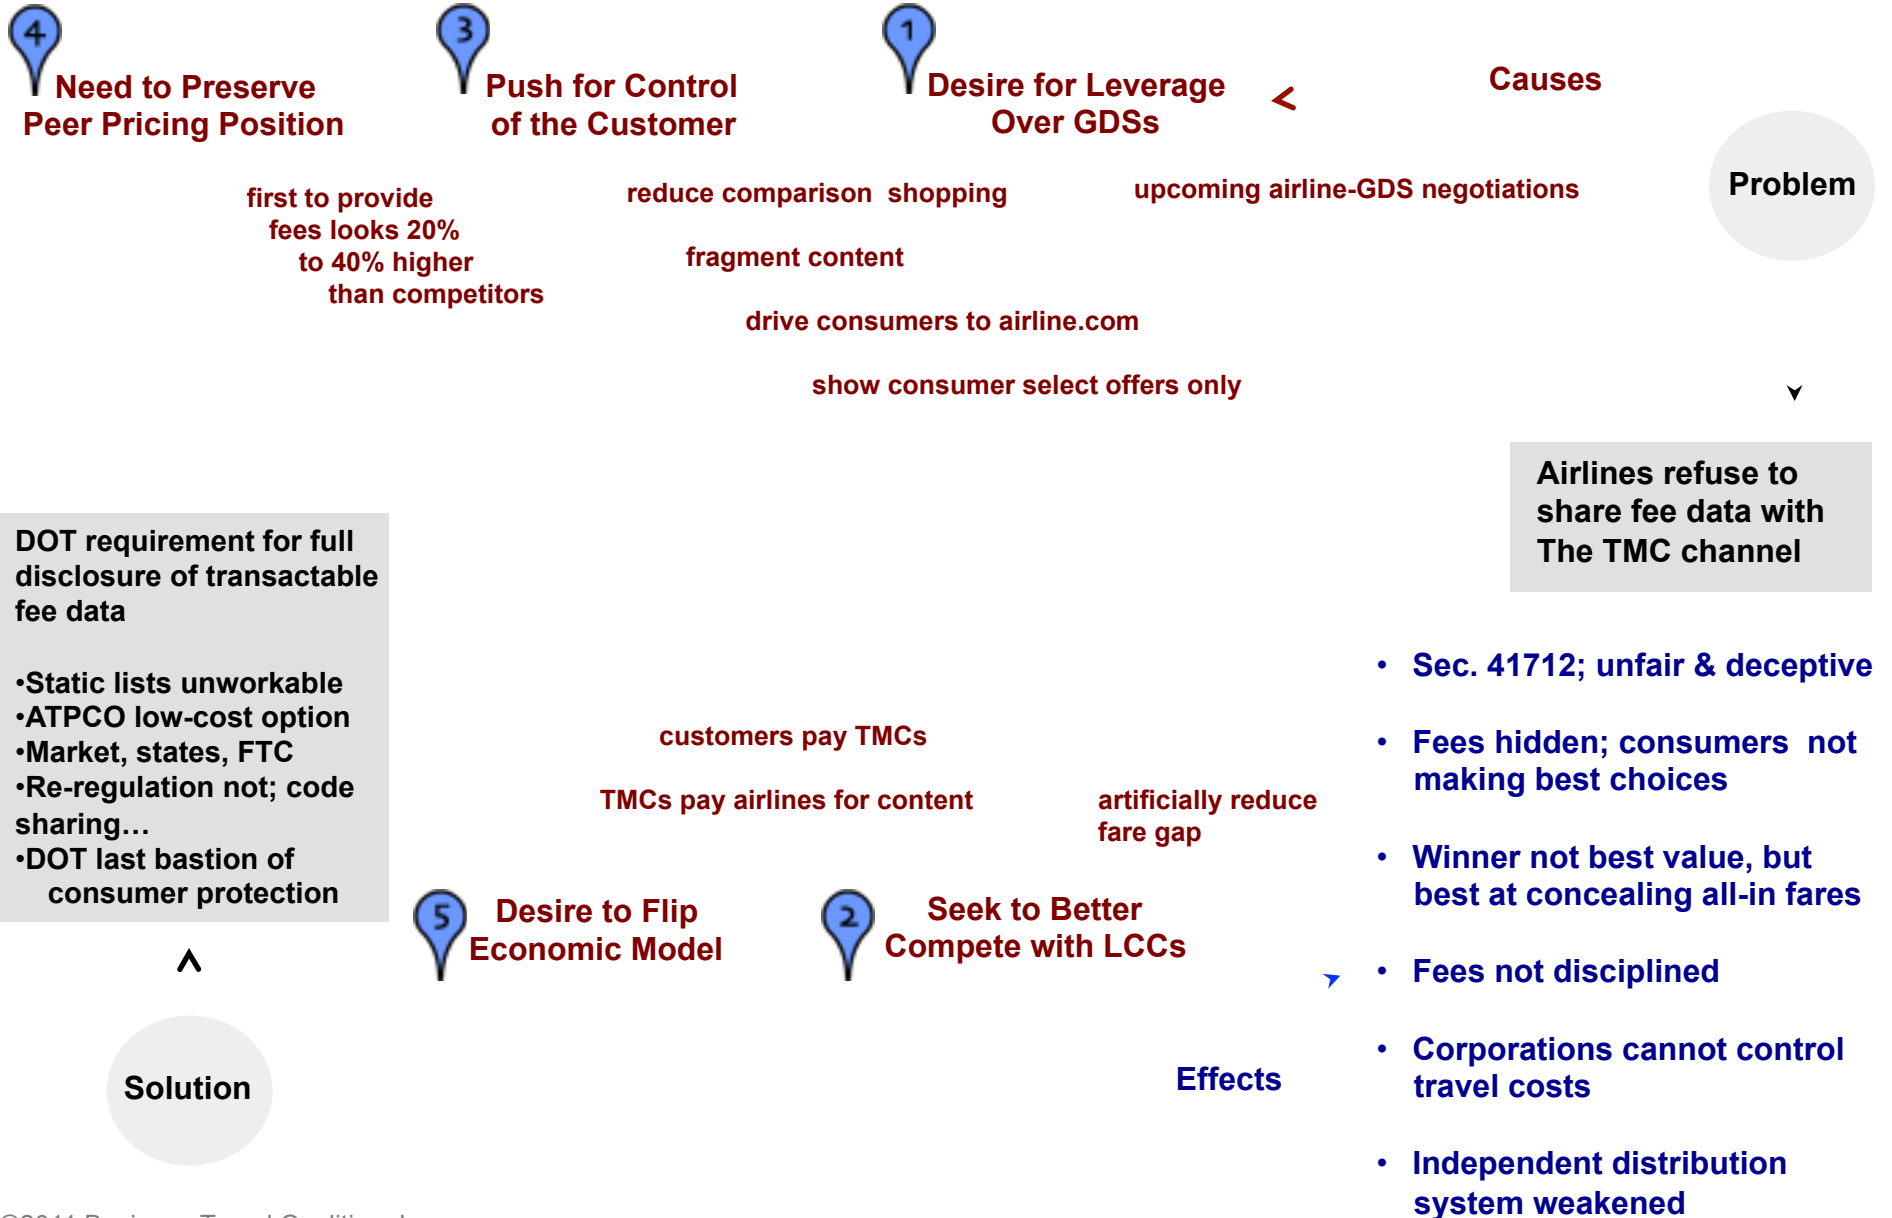 4
Need to Preserve
Peer Pricing Position
3
Push for Control
of the Customer
1
Desire for Leverage
Over GDSs
<
Causes
Problem
first to provide
fees looks 20%
to 40% higher
than competitors
reduce comparison shopping
fragment content
drive consumers to airline.com
show consumer select offers only
upcoming airline-GDS negotiations
Airlines refuse to
share fee data with
The TMC channel
DOT requirement for full
disclosure of transactable
fee data
•Static lists unworkable
•ATPCO low-cost option
•Market, states, FTC
•Re-regulation not; code
sharing…
•DOT last bastion of
consumer protection
Solution
customers pay TMCs
TMCs pay airlines for content
artificially reduce
fare gap
5
Desire to Flip
Economic Model
2
Seek to Better
Compete with LCCs
Effects
• Sec. 41712; unfair & deceptive
• Fees hidden; consumers not
making best choices
• Winner not best value, but
best at concealing all-in fares
• Fees not disciplined
• Corporations cannot control
travel costs
• Independent distribution
system weakened